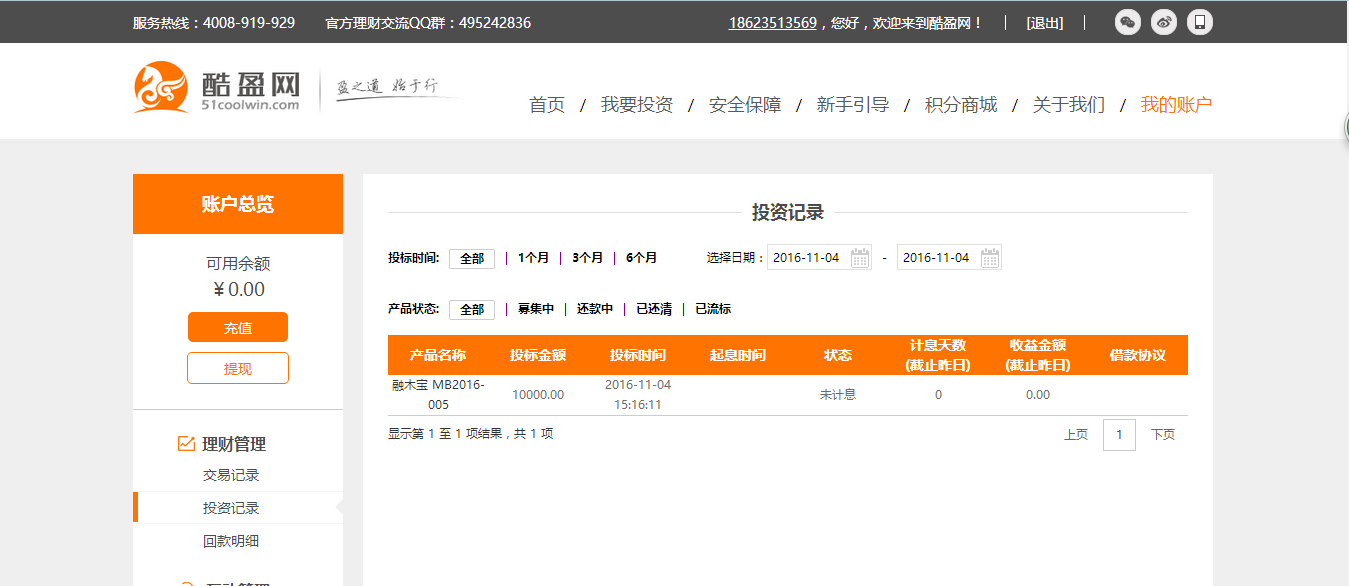 服务热线：4008-919-929 官方理财交流QQ群：495242836 18623513569，您好，欢迎来到酷盈网！ [退出]
酷盈网 盈之道 始于行
51coolwin.com
首页 / 我要投资 / 安全保障 / 新手引导 / 积分商城 / 关于我们 / 我的账户
账户总览
可用余额
￥0.00
充值
提现
理财管理
交易记录
投资记录
回款明细
投资记录
投标时间: 全部 | 1个月 | 3个月 | 6个月 选择日期：2016-11-04 - 2016-11-04
产品状态: 全部 | 募集中 | 还款中 | 已还清 | 已流标
产品名称 投标金额 投标时间 起息时间 状态 计息天数 收益金额 借款协议
(截止昨日) (截止昨日)
融木宝 MB2016- 2016-11-04
005 10000.00 15:16:11 未计息 0 0.00
显示第 1 至 1 项结果，共 1 项 上页 1 下页